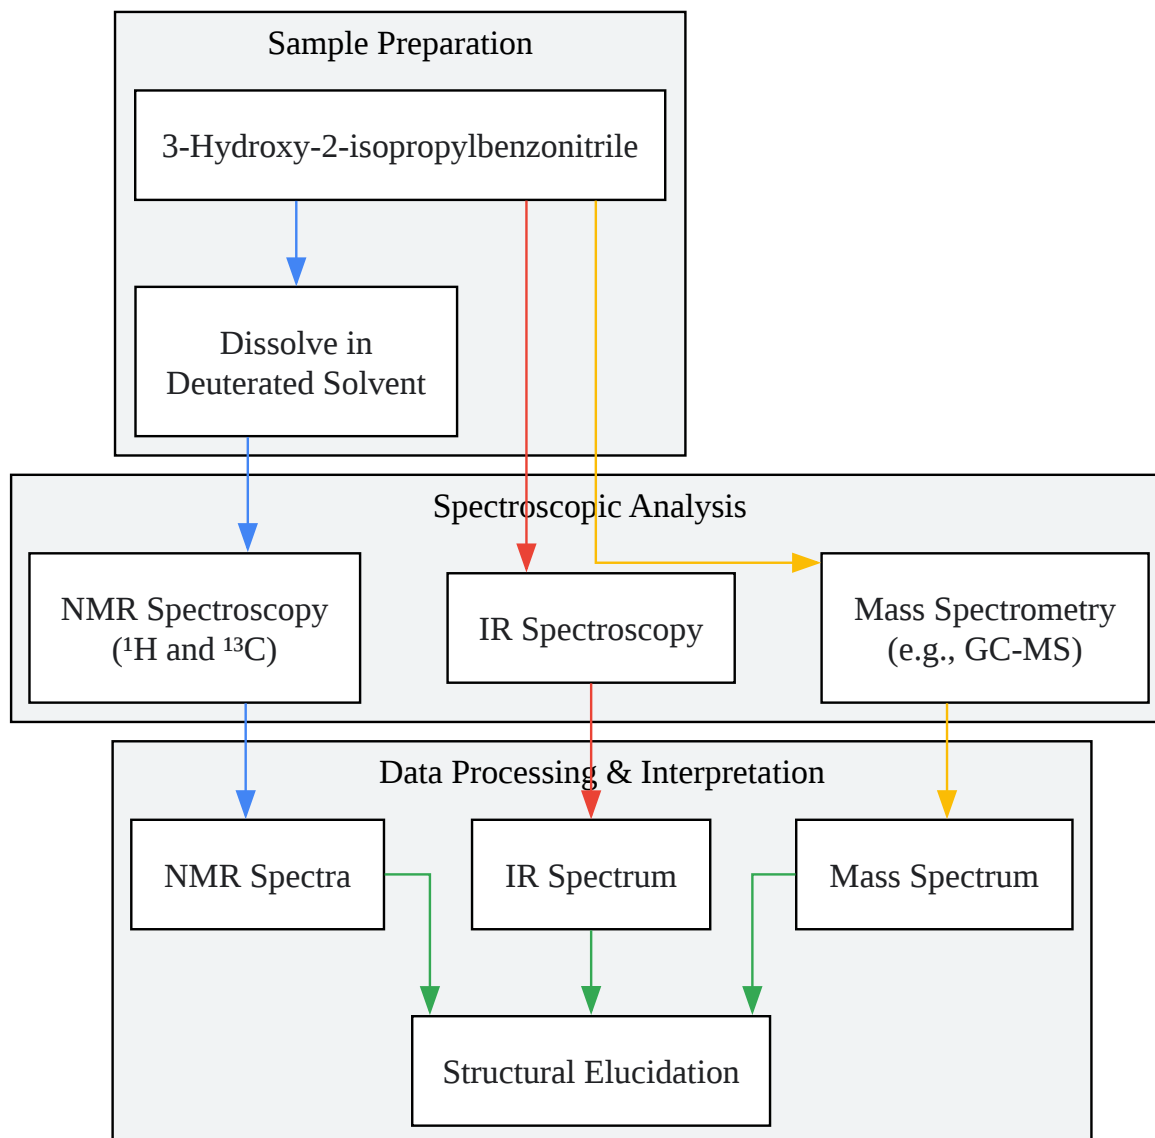 Sample Preparation
3-Hydroxy-2-isopropylbenzonitrile
Dissolve in
Deuterated Solvent
Spectroscopic Analysis
NMR Spectroscopy
(¹H and ¹³C)
IR Spectroscopy
Mass Spectrometry
(e.g., GC-MS)
Data Processing & Interpretation
NMR Spectra
IR Spectrum
Mass Spectrum
Structural Elucidation